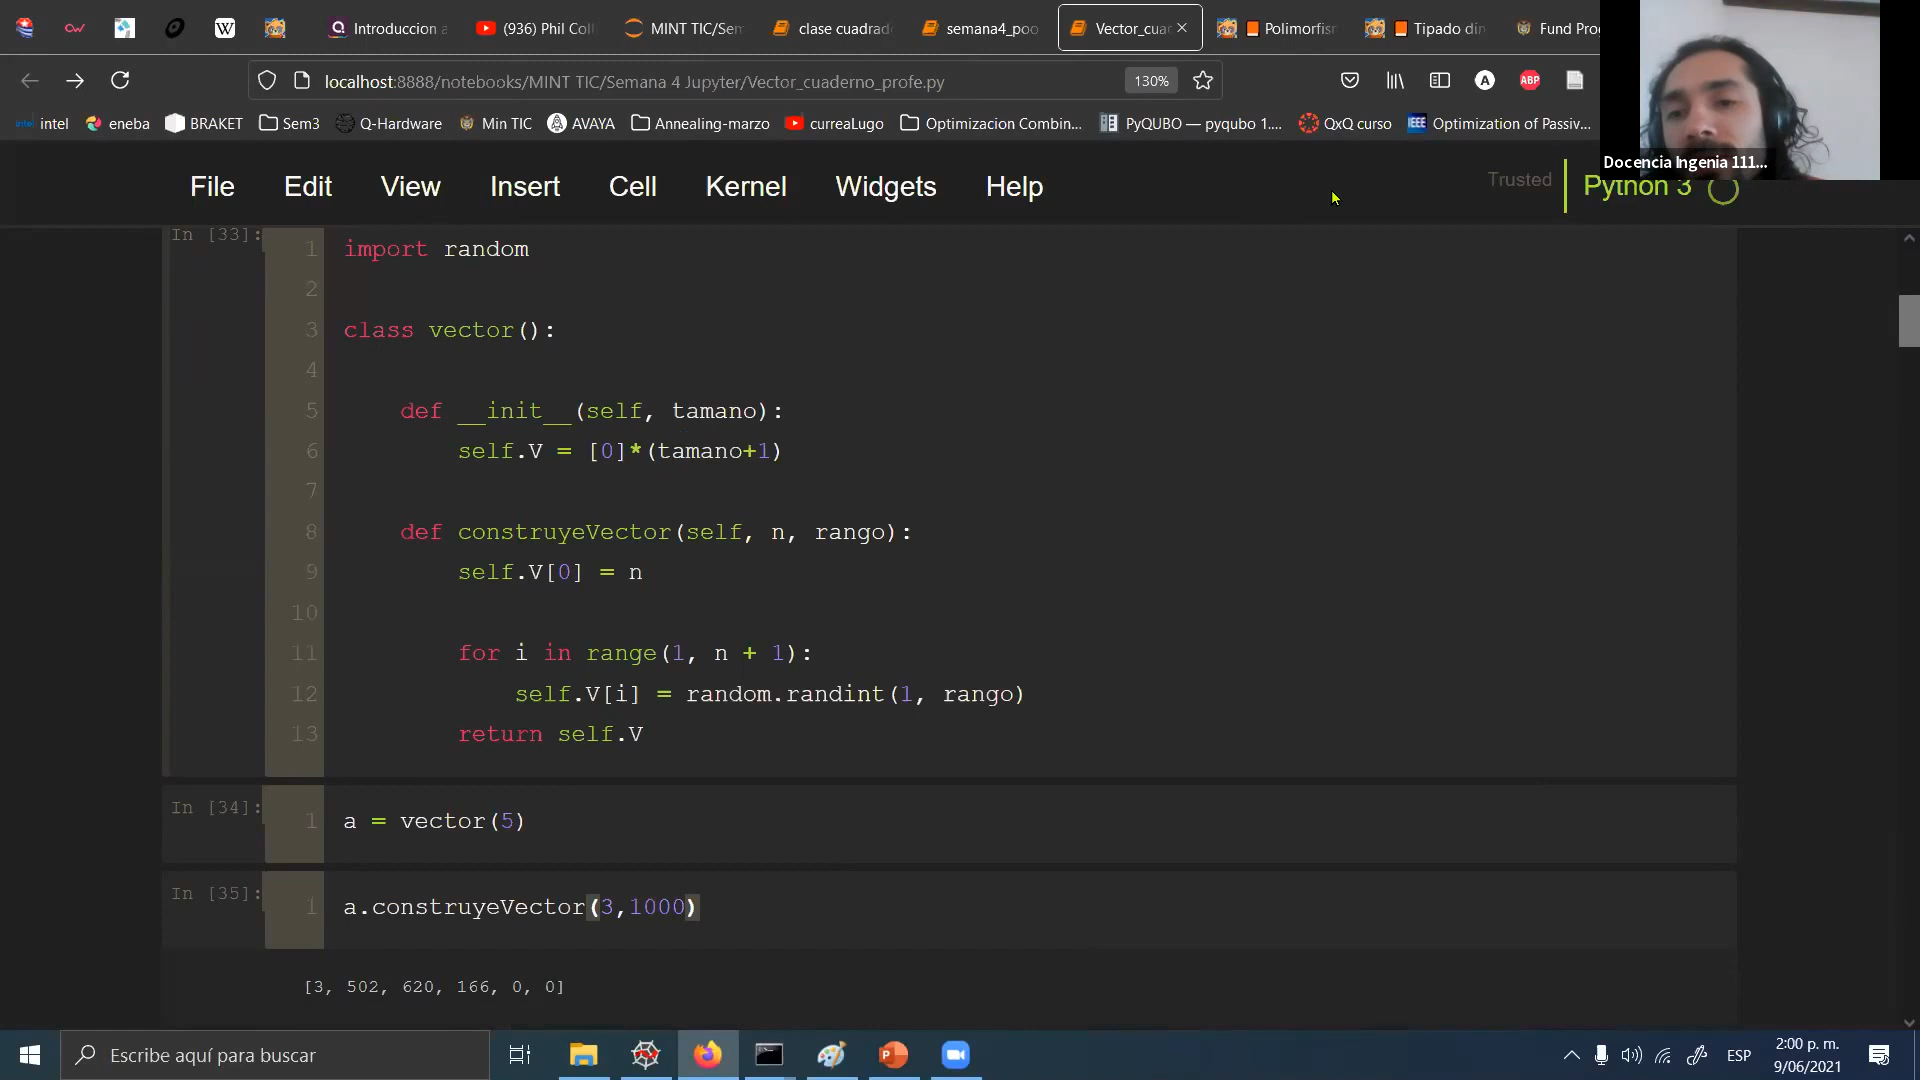 Introduccion a
(936) Phil Coll
MINT TIC/Sem
clase cuadrad
semana4_poo
Vector_cuad
Polimorfism
Tipado din
Fund Pro
localhost:8888/notebooks/MINT TIC/Semana 4 Jupyter/Vector_cuaderno_profe.py
130%
A
ABP
intel
intel
eneba
BRAKET
Sem3
Q-Hardware
Min TIC
AVAYA
Annealing-marzo
curreaLugo
Optimizacion Combin...
PyQUBO — pyqubo 1....
QxQ curso
IEEE
Optimization of Passiv...
Docencia Ingenia 111...
File Edit View Insert Cell Kernel Widgets Help
Trusted
Python 3
In [33]:
1 import random
2
3 class vector():
4
5 def __init__(self, tamano):
6 self.V = [0]*(tamano+1)
7
8 def construyeVector(self, n, rango):
9 self.V[0] = n
10
11 for i in range(1, n + 1):
12 self.V[i] = random.randint(1, rango)
13 return self.V
In [34]:
1 a = vector(5)
In [35]:
1 a.construyeVector(3,1000)
[3, 502, 620, 166, 0, 0]
Escribe aquí para buscar
ESP
2:00 p. m.
9/06/2021